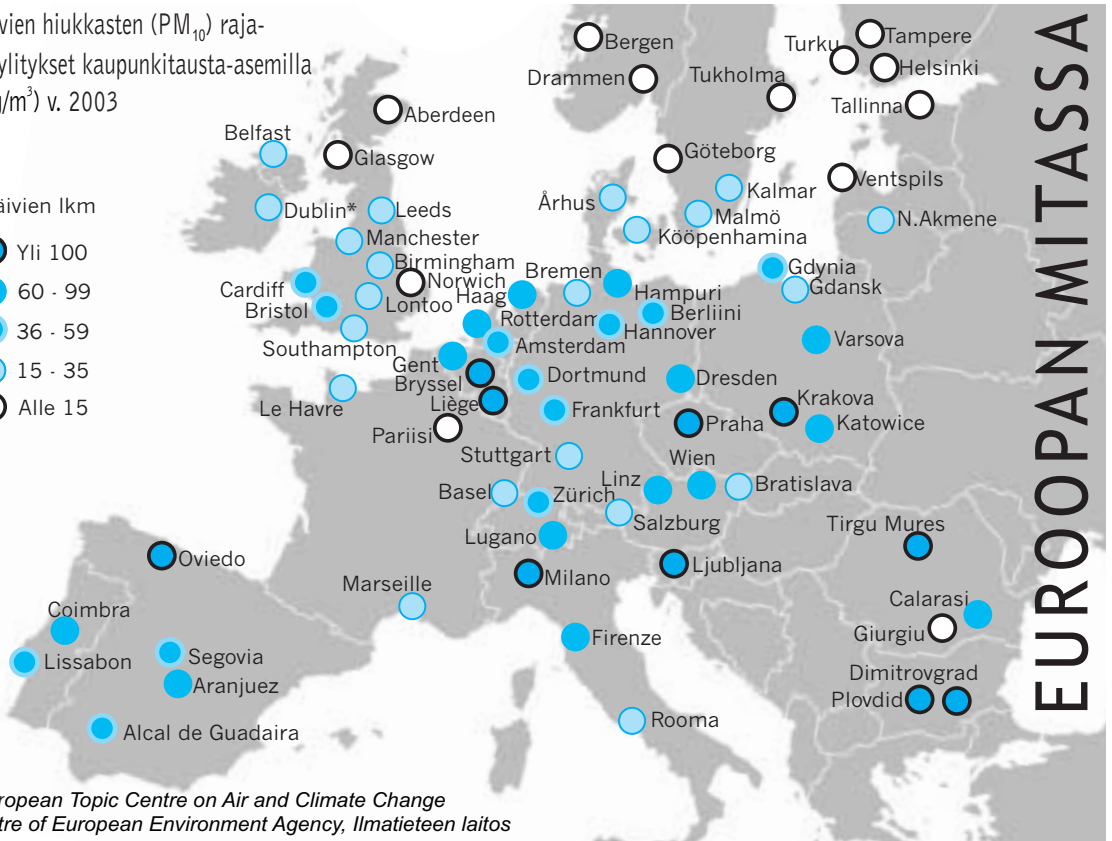 vien hiukkasten (PM10) raja-
ylitykset kaupunkitausta-asemilla
g/m³) v. 2003
äivien lkm
Yli 100
60 - 99
36 - 59
15 - 35
Alle 15
EUROOPAN MITASSA
Bergen
Turku
Tampere
Helsinki
Drammen
Tukholma
Tallinna
Aberdeen
Belfast
Glasgow
Göteborg
Ventspils
Kalmar
Århus
Malmö
N.Akmene
Kööpenhamina
Dublin*
Leeds
Manchester
Birmingham
Norwich
Cardiff
Bristol
Lontoo
Southampton
Haag
Bremen
Hampuri
Gdynia
Gdansk
Rotterdam
Berliini
Hannover
Amsterdam
Varsova
Gent
Bryssel
Dortmund
Dresden
Le Havre
Liège
Frankfurt
Krakova
Pariisi
Praha
Katowice
Stuttgart
Wien
Basel
Zürich
Linz
Bratislava
Salzburg
Lugano
Tirgu Mures
Oviedo
Milano
Ljubljana
Marseille
Calarasi
Coimbra
Giurgiu
Firenze
Lissabon
Segovia
Aranjuez
Dimitrovgrad
Plovdid
Rooma
Alcal de Guadaira
ropean Topic Centre on Air and Climate Change
tre of European Environment Agency, Ilmatieteen laitos